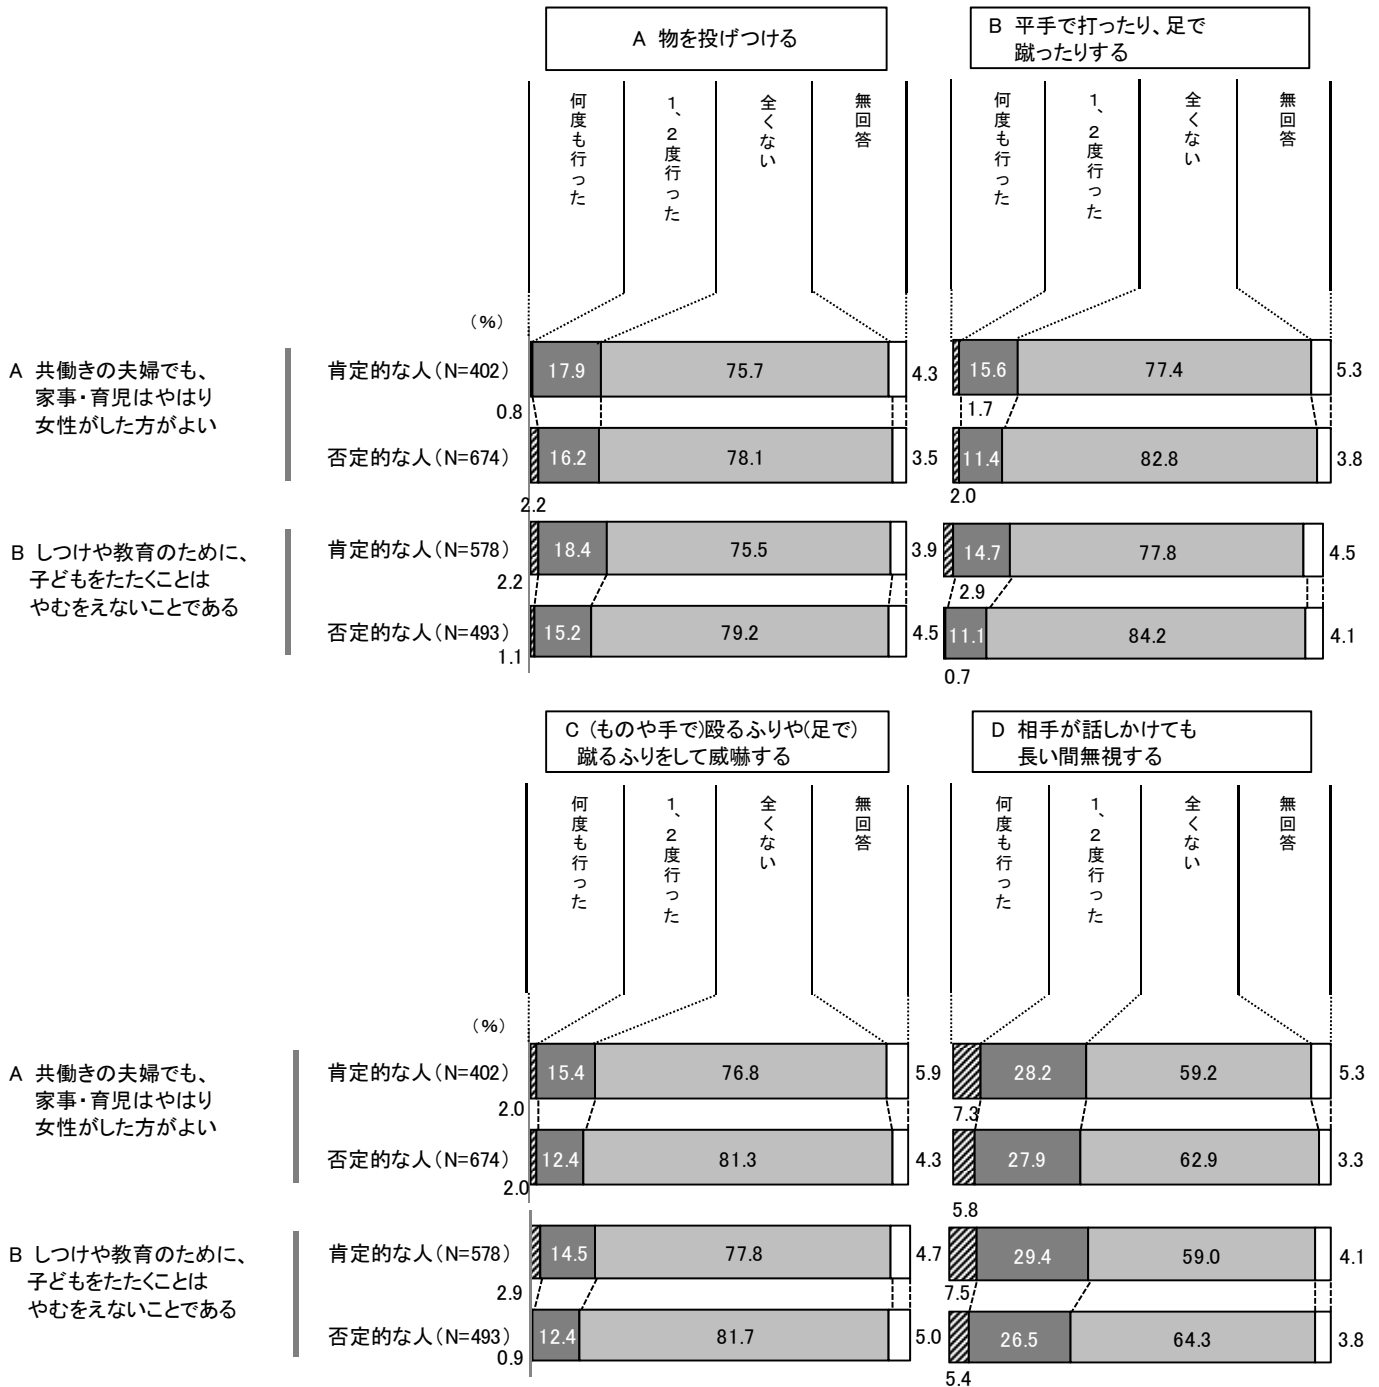 A 物を投げつける
B 平手で打ったり、足で
蹴ったりする
何度も行った
1、2度行った
全くない
無回答
何度も行った
1、2度行った
全くない
無回答
(%)
A 共働きの夫婦でも、
家事・育児はやはり
女性がした方がよい
肯定的な人(N=402)
17.9
75.7
4.3
15.6
77.4
5.3
0.8
1.7
否定的な人(N=674)
16.2
78.1
3.5
11.4
82.8
3.8
2.2
2.0
B しつけや教育のために、
子どもをたたくことは
やむをえないことである
肯定的な人(N=578)
18.4
75.5
3.9
14.7
77.8
4.5
2.2
2.9
否定的な人(N=493)
15.2
79.2
4.5
11.1
84.2
4.1
1.1
0.7
C (ものや手で)殴るふりや(足で)
蹴るふりをして威嚇する
D 相手が話しかけても
長い間無視する
何度も行った
1、2度行った
全くない
無回答
何度も行った
1、2度行った
全くない
無回答
(%)
A 共働きの夫婦でも、
家事・育児はやはり
女性がした方がよい
肯定的な人(N=402)
15.4
76.8
5.9
28.2
59.2
5.3
2.0
7.3
否定的な人(N=674)
12.4
81.3
4.3
27.9
62.9
3.3
2.0
5.8
B しつけや教育のために、
子どもをたたくことは
やむをえないことである
肯定的な人(N=578)
14.5
77.8
4.7
29.4
59.0
4.1
2.9
7.5
否定的な人(N=493)
12.4
81.7
5.0
26.5
64.3
3.8
0.9
5.4